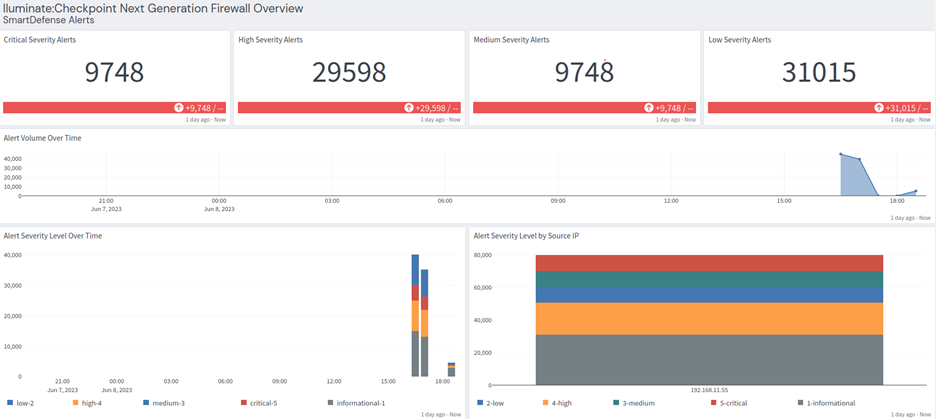 Illuminate:Checkpoint Next Generation Firewall Overview
SmartDefense Alerts
Critical Severity Alerts
9748
+9,748 / --
1 day ago - Now
High Severity Alerts
29598
+29,598 / --
1 day ago - Now
Medium Severity Alerts
9748
+9,748 / --
1 day ago - Now
Low Severity Alerts
31015
+31,015 / --
1 day ago - Now
Alert Volume Over Time
40,000
30,000
20,000
10,000
0
21:00 00:00 03:00 06:00 09:00 12:00 15:00 18:00
Jun 7, 2023 Jun 8, 2023
1 day ago - Now
Alert Severity Level Over Time
40,000
30,000
20,000
10,000
0
21:00 00:00 03:00 06:00 09:00 12:00 15:00 18:00
Jun 7, 2023 Jun 8, 2023
low-2 high-4 medium-3 critical-5 informational-1
1 day ago - Now
Alert Severity Level by Source IP
80,000
60,000
40,000
20,000
0
192.168.11.55
2-low 4-high 3-medium 5-critical 1-informational
1 day ago - Now